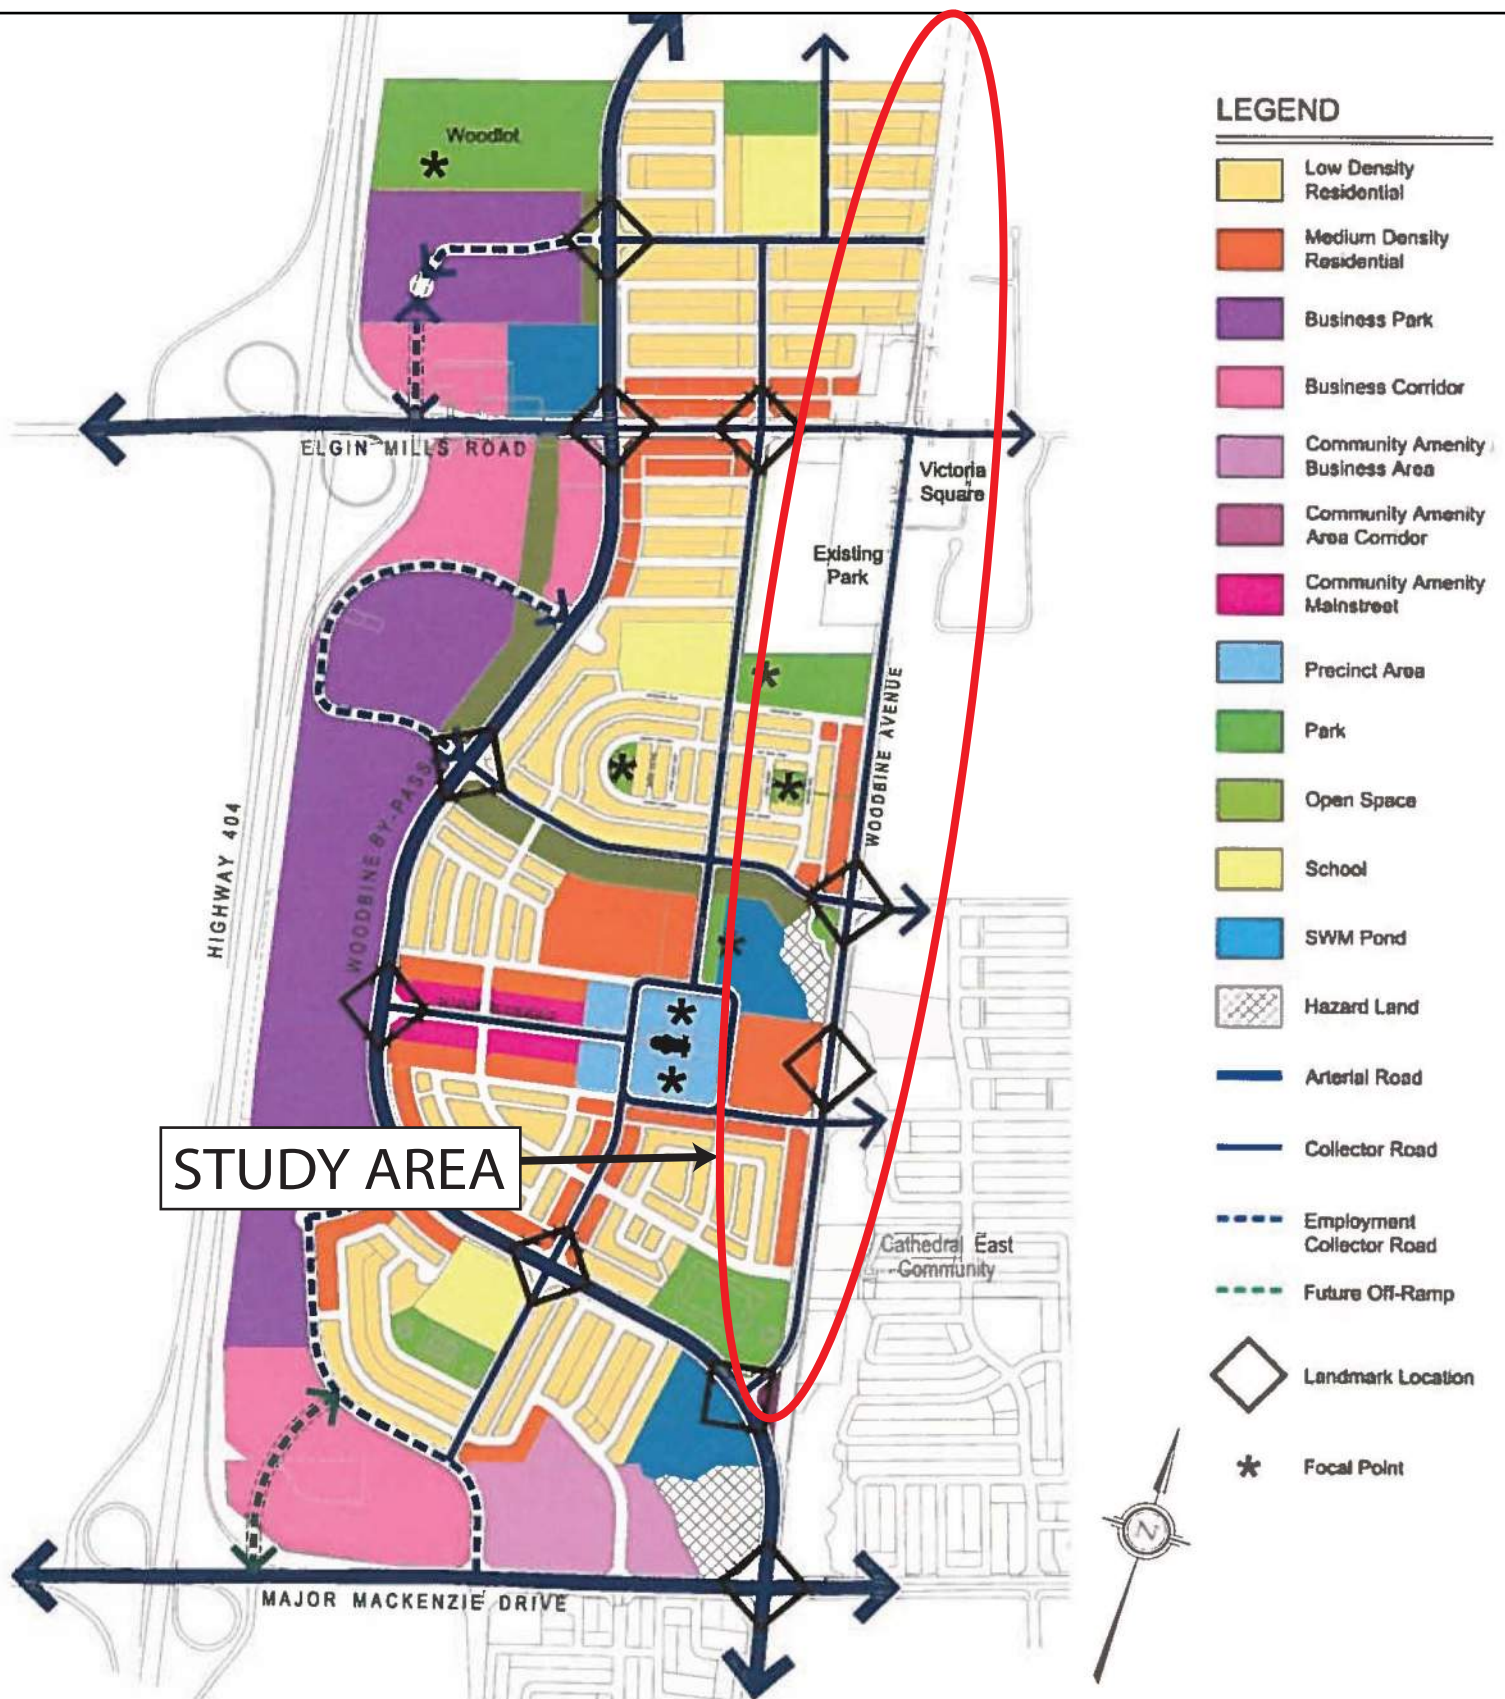 Woodlot
ELGIN MILLS ROAD
Victoria
Square
Existing
Park
WOODBINE AVENUE
WOODBINE BY-PASS
HIGHWAY 404
STUDY AREA
Cathedral East
Community
MAJOR MACKENZIE DRIVE
LEGEND
Low Density
Residential
Medium Density
Residential
Business Park
Business Corridor
Community Amenity
Business Area
Community Amenity
Area Corridor
Community Amenity
Mainstreet
Precinct Area
Park
Open Space
School
SWM Pond
Hazard Land
Arterial Road
Collector Road
Employment
Collector Road
Future Off-Ramp
Landmark Location
Focal Point
N